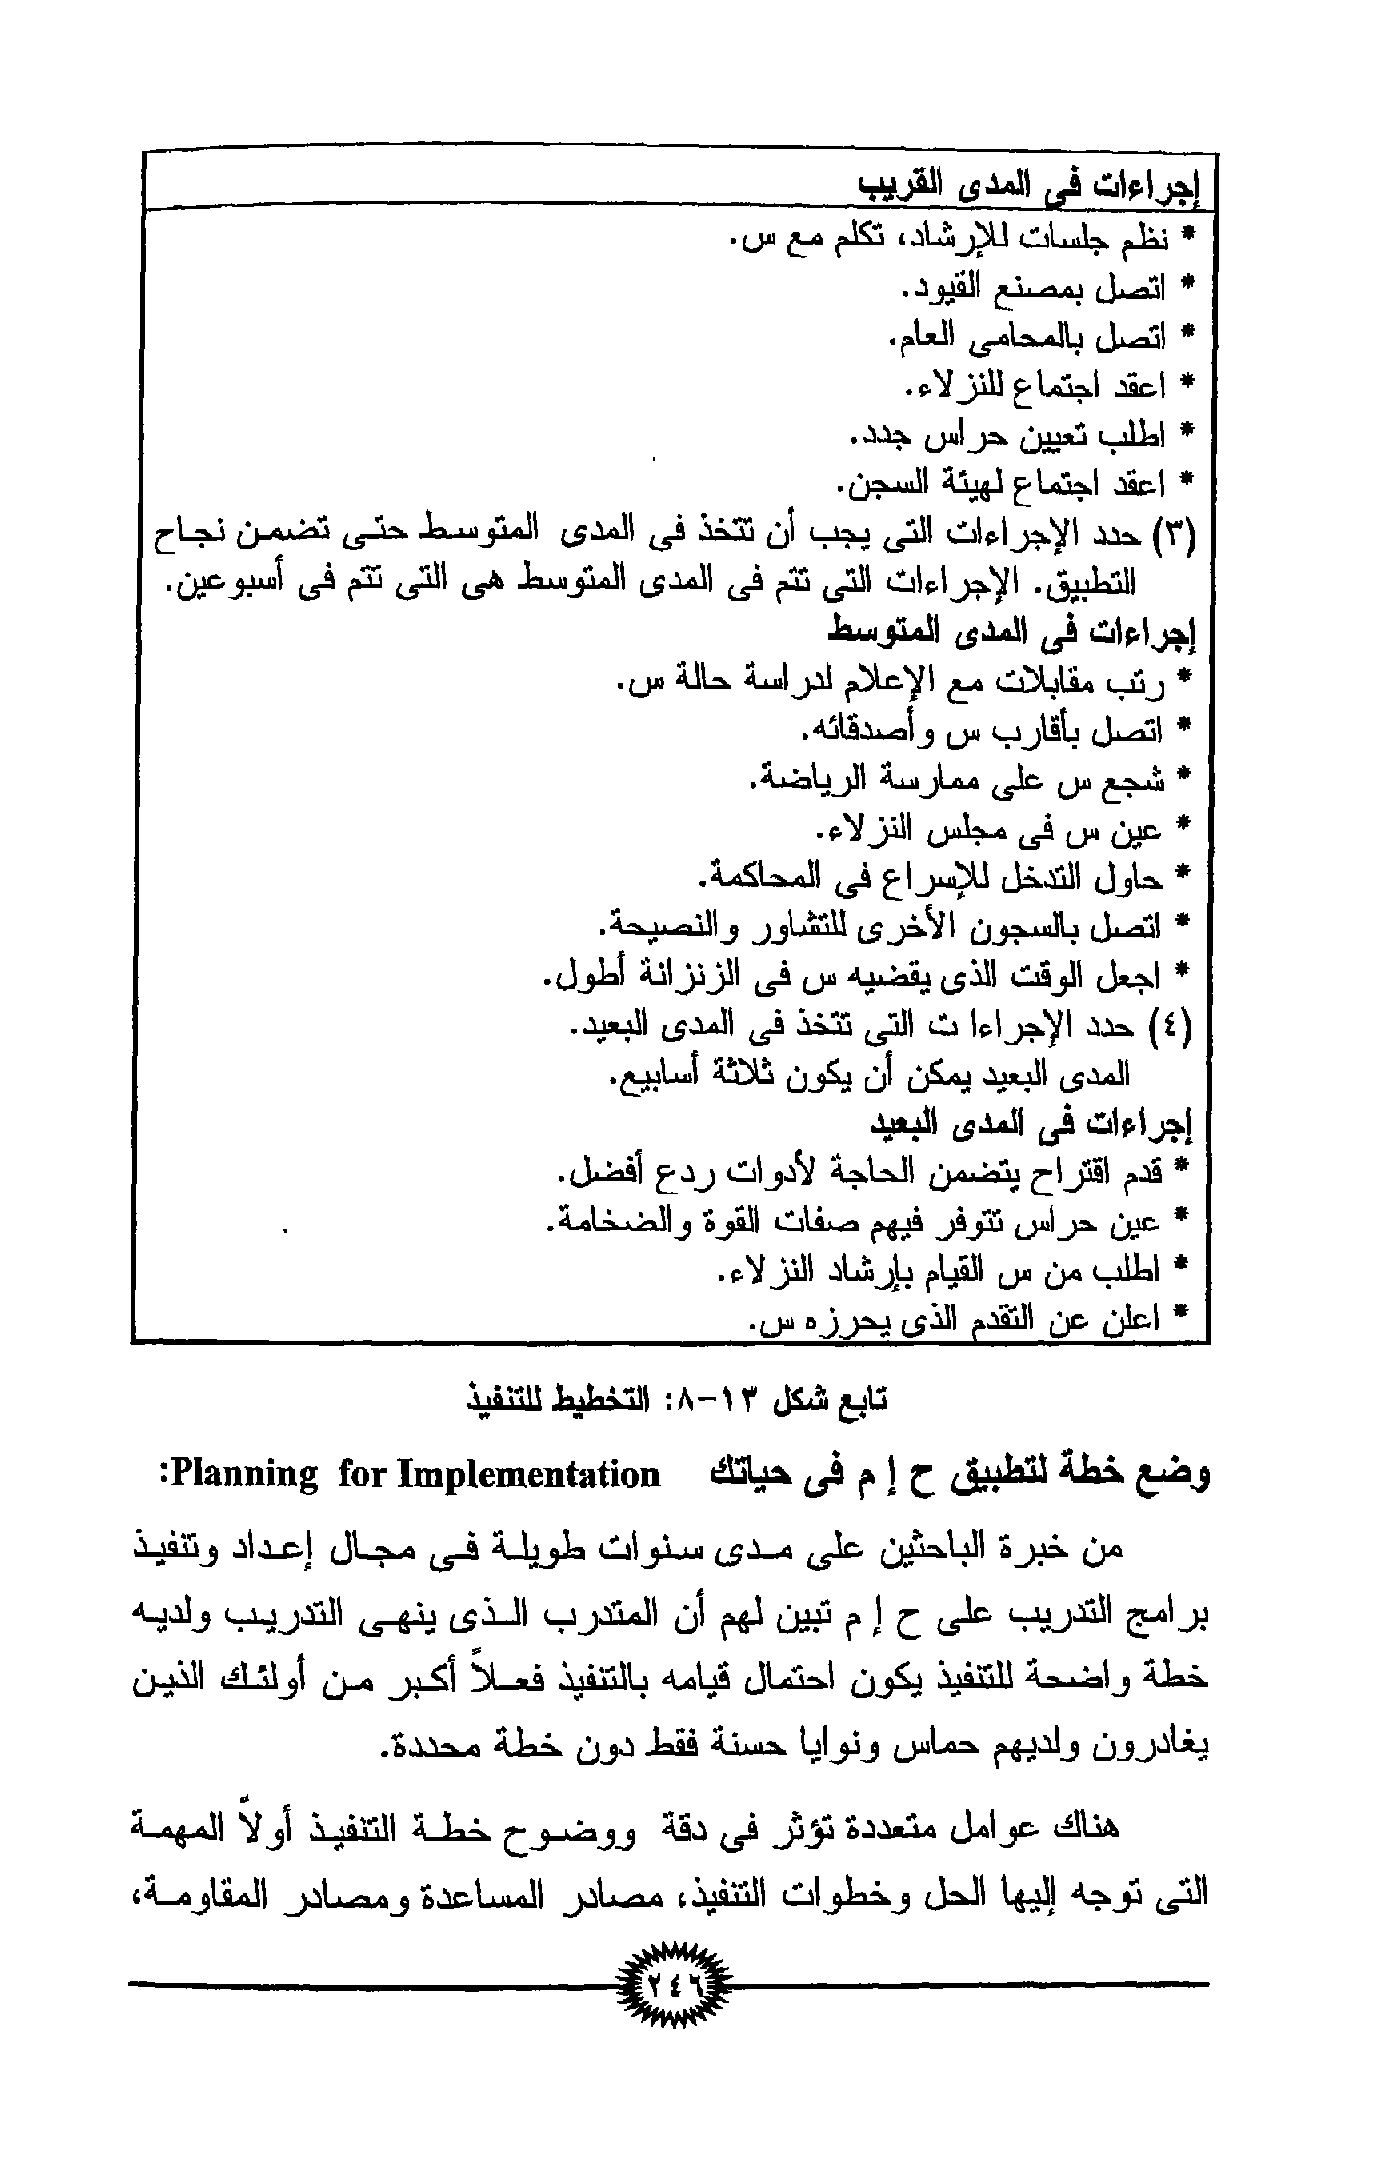 إجراءات فى المدى القريب
* نظم جلسات للإرشاد، تكلم مع س.
* اتصل بمصنع القيود.
* اتصل بالمحامى العام.
* اعقد اجتماع للنزلاء.
* اطلب تعيين حراس جدد.
* اعقد اجتماع لهيئة السجن.
(٣) حدد الإجراءات التى يجب أن تتخذ فى المدى المتوسط حتى تضمن نجاح
التطبيق. الإجراءات التى تتم فى المدى المتوسط هى التى تتم فى أسبوعين.
إجراءات فى المدى المتوسط
* رتب مقابلات مع الإعلام لدراسة حالة س.
* اتصل بأقارب س وأصدقائه.
* شجع س على ممارسة الرياضة.
* عين س فى مجلس النزلاء.
* حاول التدخل للإسراع فى المحاكمة.
* اتصل بالسجون الأخرى للتشاور والنصيحة.
* اجعل الوقت الذى يقضيه س فى الزنزانة أطول.
(٤) حدد الإجراءا ت التى تتخذ فى المدى البعيد.
المدى البعيد يمكن أن يكون ثلاثة أسابيع.
إجراءات فى المدى البعيد
* قدم اقتراح يتضمن الحاجة لأدوات ردع أفضل.
* عين حراس تتوفر فيهم صفات القوة والضخامة.
* اطلب من س القيام بإرشاد النزلاء.
* اعلن عن التقدم الذى يحرزه س.
تابع شكل ١٣-٨: التخطيط للتنفيذ
وضع خطة لتطبيق ح إ م فى حياتك Planning for Implementation:
من خبرة الباحثين على مدى سنوات طويلة فى مجال إعداد وتنفيذ
برامج التدريب على ح إ م تبين لهم أن المتدرب الذى ينهى التدريب ولديه
خطة واضحة للتنفيذ يكون احتمال قيامه بالتنفيذ فعلاً أكبر من أولئك الذين
يغادرون ولديهم حماس ونوايا حسنة فقط دون خطة محددة.
هناك عوامل متعددة تؤثر فى دقة ووضوح خطة التنفيذ أولاً المهمة
التى توجه إليها الحل وخطوات التنفيذ، مصادر المساعدة ومصادر المقاومة،
٢٤٦